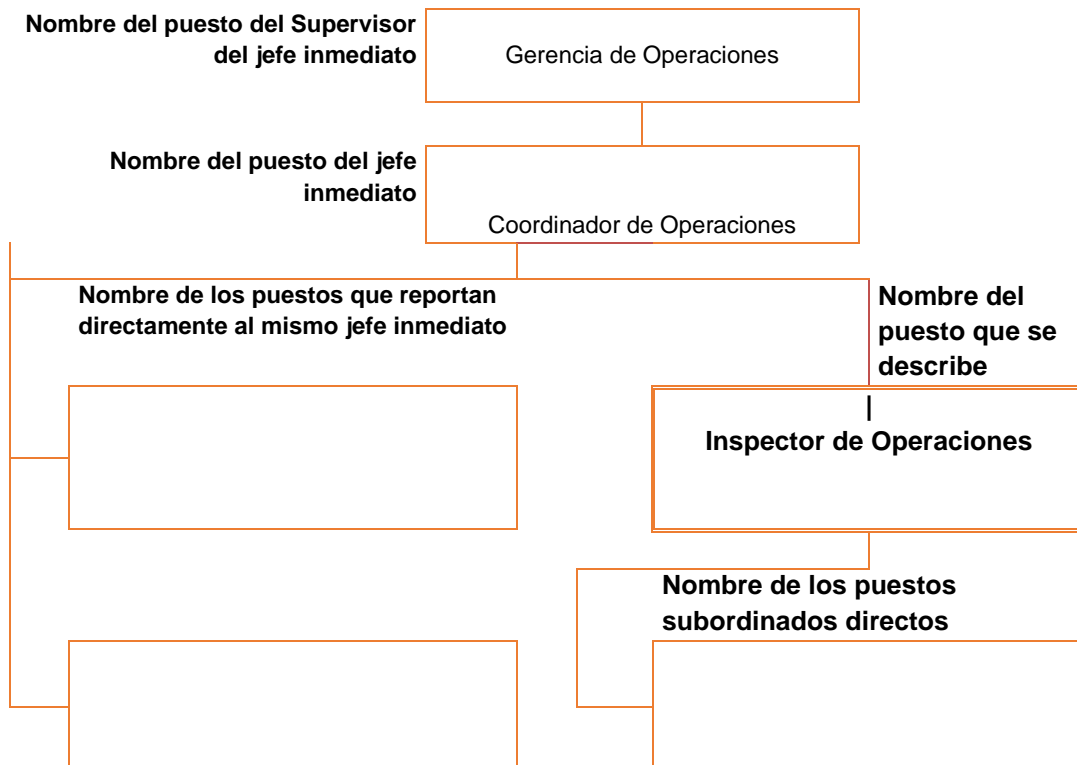 Nombre del puesto del Supervisor
del jefe inmediato
Gerencia de Operaciones
Nombre del puesto del jefe
inmediato
Coordinador de Operaciones
Nombre de los puestos que reportan
directamente al mismo jefe inmediato
Nombre del
puesto que se
describe
|
Inspector de Operaciones
Nombre de los puestos
subordinados directos